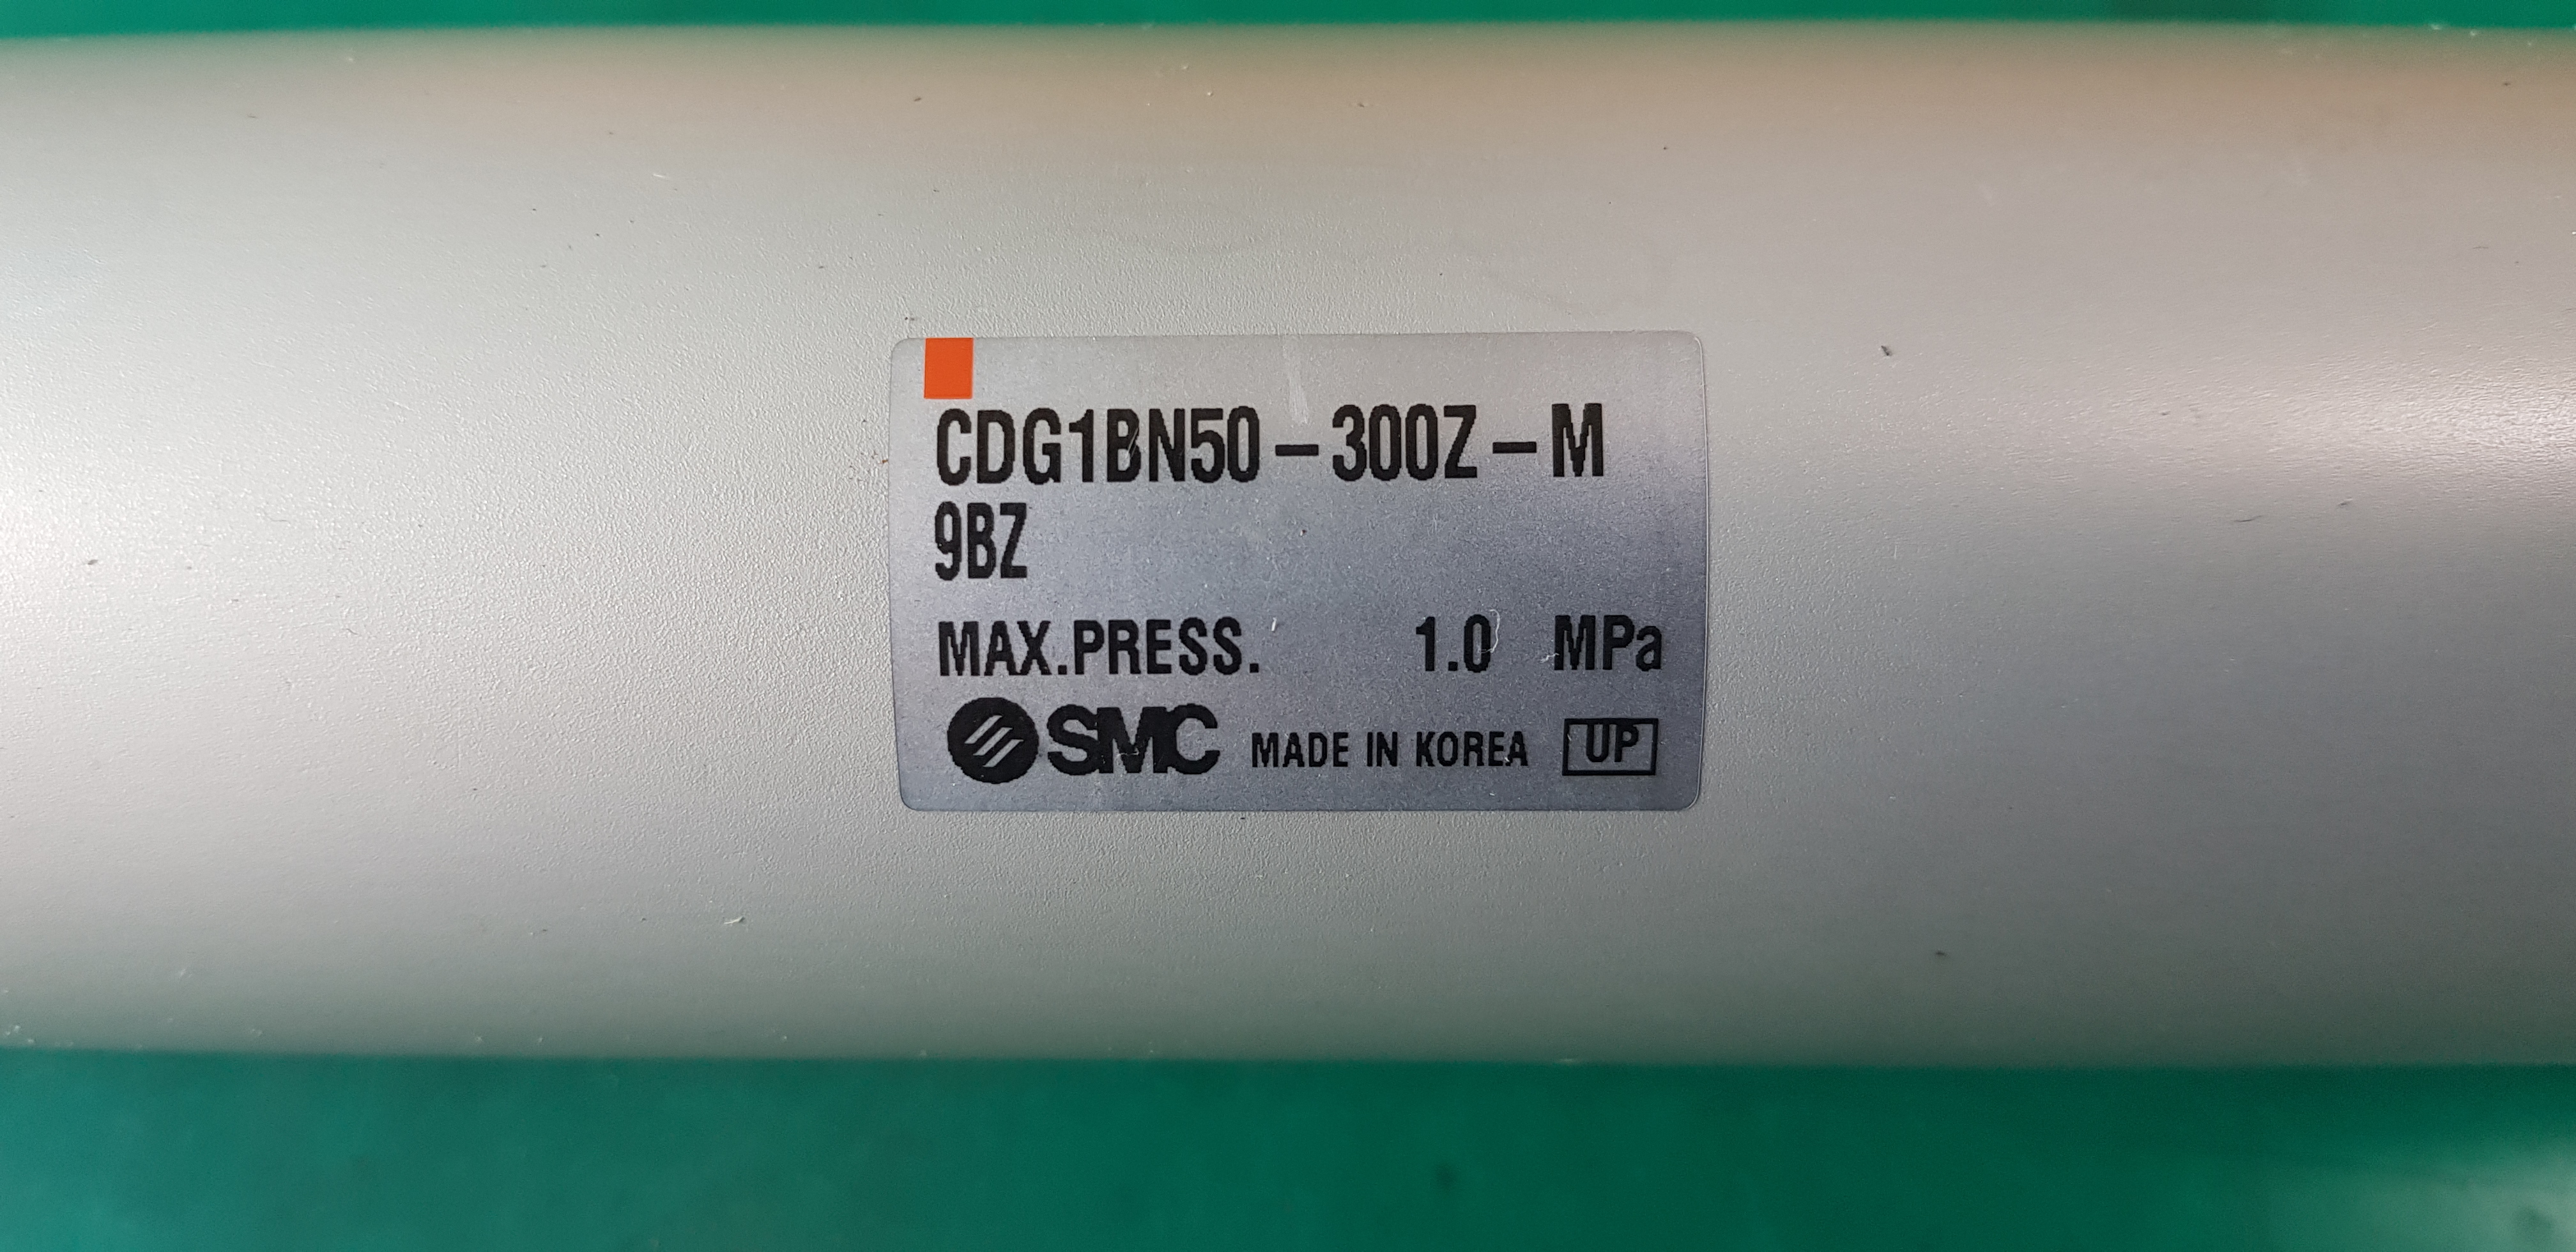 CDG1BN50-300Z-M
9BZ
MAX.PRESS. 1.0 MPa
SMC MADE IN KOREA UP